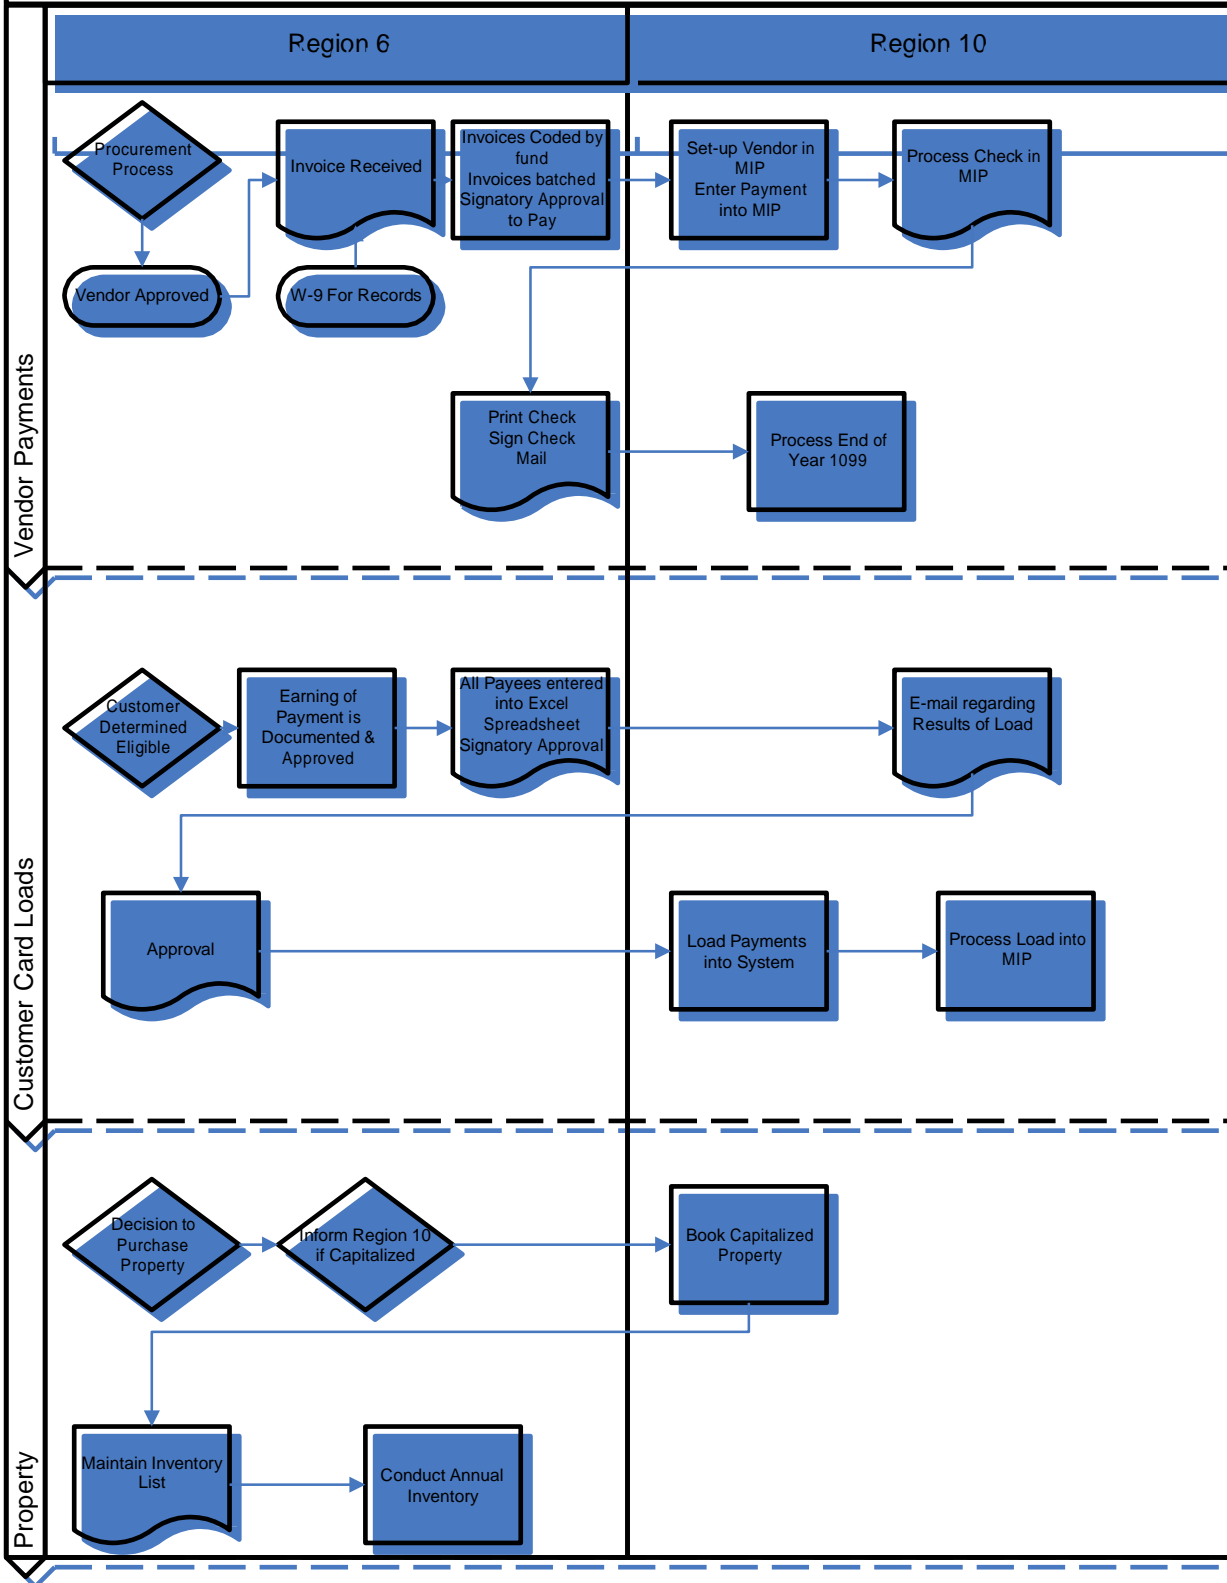 Region 6
Region 10
Vendor Payments
Procurement
Process
Invoice Received
Invoices Coded by
fund
Invoices batched
Signatory Approval
to Pay
Set-up Vendor in
MIP
Enter Payment
into MIP
Process Check in
MIP
Vendor Approved
W-9 For Records
Print Check
Sign Check
Mail
Process End of
Year 1099
Customer Card Loads
Customer
Determined
Eligible
Earning of
Payment is
Documented &
Approved
All Payees entered
into Excel
Spreadsheet
Signatory Approval
E-mail regarding
Results of Load
Approval
Load Payments
into System
Process Load into
MIP
Property
Decision to
Purchase
Property
Inform Region 10
if Capitalized
Book Capitalized
Property
Maintain Inventory
List
Conduct Annual
Inventory